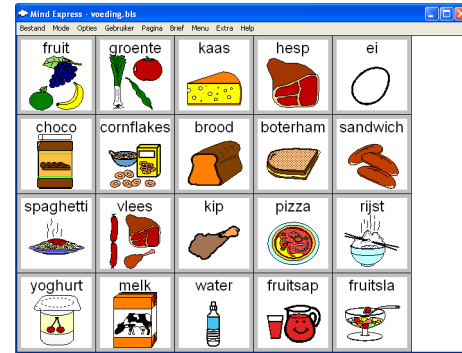 Mind Express - voeding.bls
Bestand Mode Opties Gebruiker Pagina Brief Menu Extra Help
fruit groente kaas hesp ei
choco cornflakes brood boterham sandwich
spaghetti vlees kip pizza rijst
yoghurt melk water fruitsap fruitsla